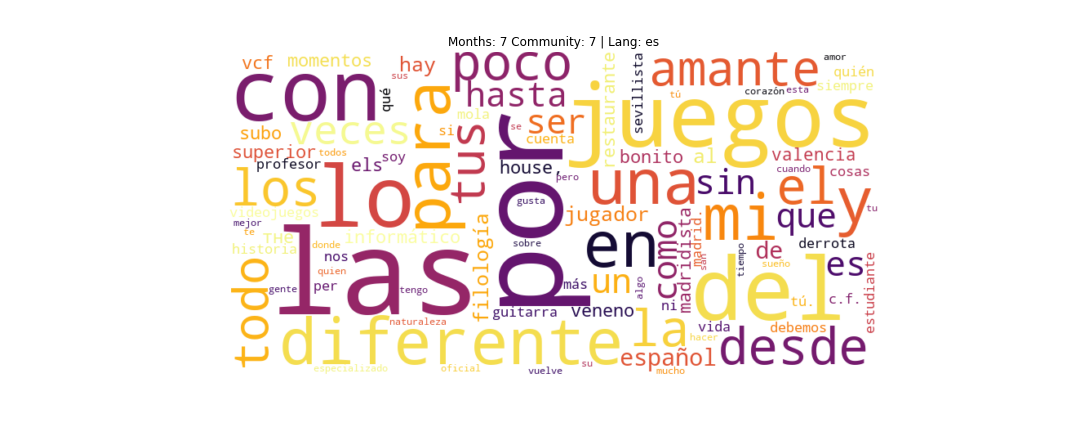 Months: 7 Community: 7 | Lang: es
vcf momentos hay poco amante amor quién
con sus qué hasta restaurante sevillista tú corazón esta siempre
subo veces para si mola tus se ser cuenta juegos
superior todos profesor els soy por house, pero bonito al valencia cosas cuando
los lo gusta una sin el y tu
videojuegos jugador mi que
mejor te THE informático filología sobre en como madridista madrid. derrota
historia donde nos las de es
todo quien per más un algo ni san tiempo sueño
gente tengo guitarra veneno del tú. c.f. estudiante
naturaleza vida debemos
diferente la hacer desde
español
especializado oficial vuelve su mucho